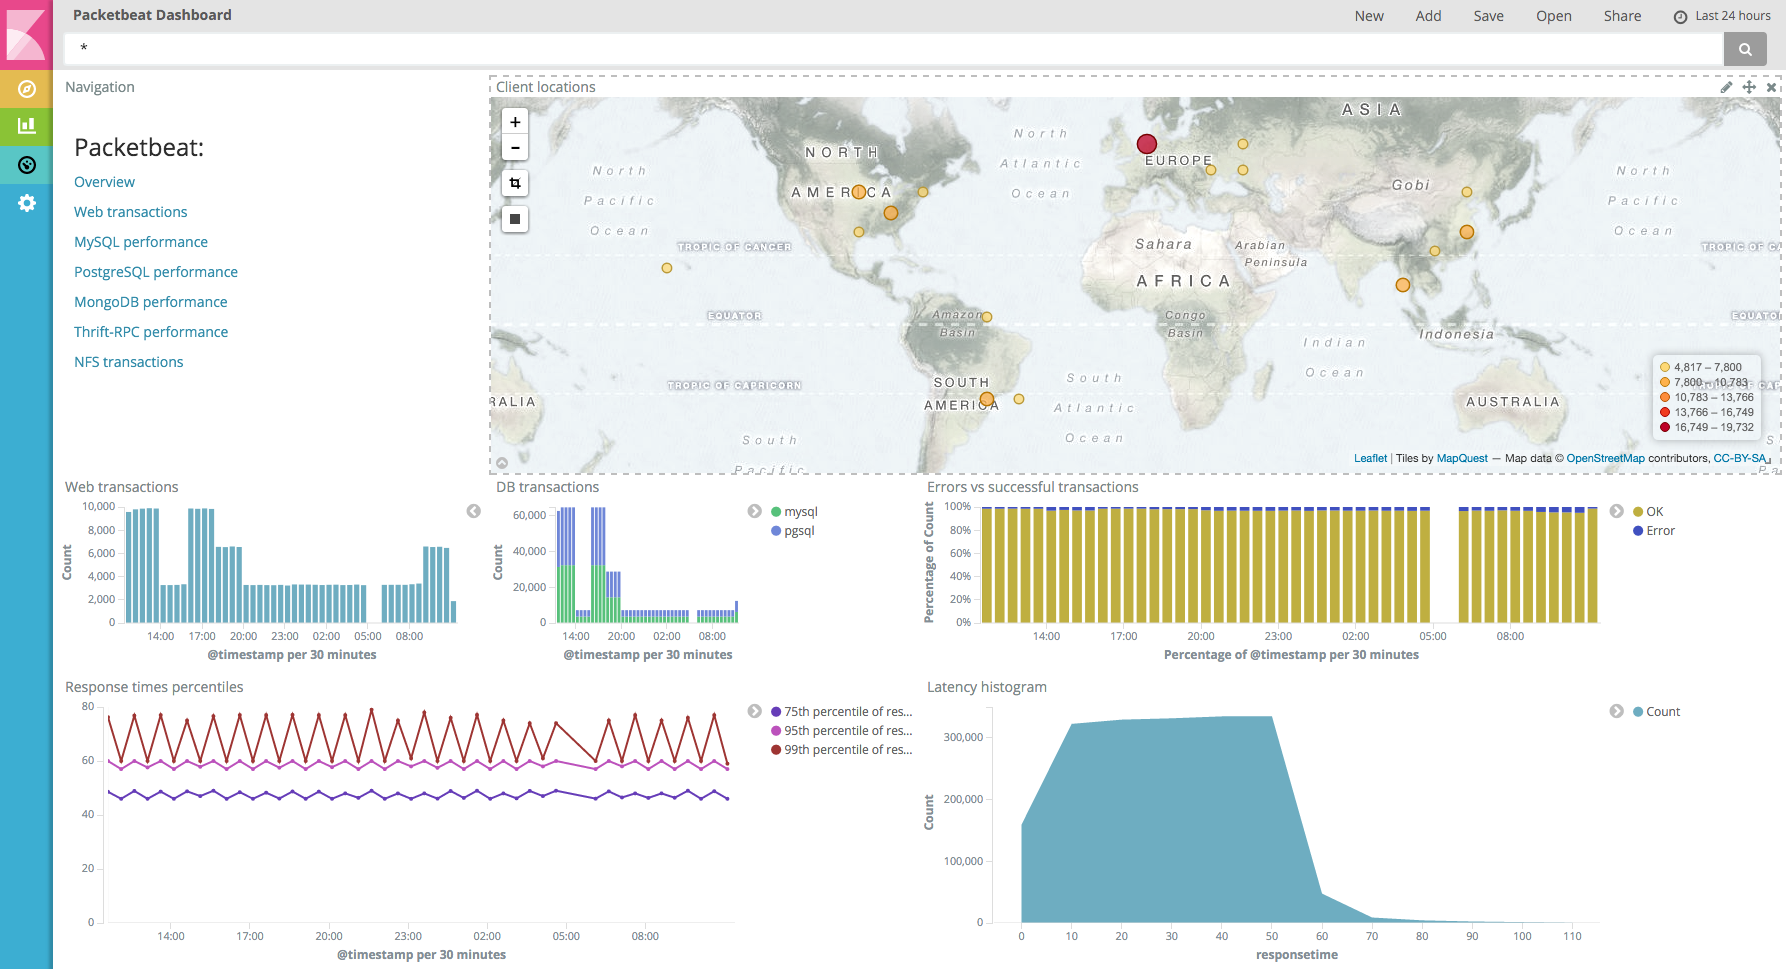 Packetbeat Dashboard
New Add Save Open Share Last 24 hours
*
Navigation
Packetbeat:
Overview
Web transactions
MySQL performance
PostgreSQL performance
MongoDB performance
Thrift-RPC performance
NFS transactions
Client locations
+
-
ASIA
NORTH
AMERICA
North
Atlantic
Ocean
EUROPE
Gobi
North
Pacific
Ocean
North
Pacific
Ocean
TROPIC OF CANCER
Sahara
Arabian
Peninsula
AFRICA
TROPIC OF CA
EQUATOR
Amazon
Basin
Congo
Basin
Indonesia
EQUATO
Indian
Ocean
TROPIC OF CAPRICORN
SOUTH
AMERICA
South
Atlantic
Ocean
RALIA
AUSTRALIA
South
Pacific
4,817 – 7,800
7,800 – 10,783
10,783 – 13,766
13,766 – 16,749
16,749 – 19,732
S
Pa
Leaflet | Tiles by MapQuest — Map data © OpenStreetMap contributors, CC-BY-SA
Web transactions
Count
10,000
8,000
6,000
4,000
2,000
0
14:00 17:00 20:00 23:00 02:00 05:00 08:00
@timestamp per 30 minutes
DB transactions
Count
60,000
40,000
20,000
0
14:00 20:00 02:00 08:00
@timestamp per 30 minutes
mysql
pgsql
Errors vs successful transactions
Percentage of Count
100%
80%
60%
40%
20%
0%
14:00 17:00 20:00 23:00 02:00 05:00 08:00
Percentage of @timestamp per 30 minutes
OK
Error
Response times percentiles
80
60
40
20
0
14:00 17:00 20:00 23:00 02:00 05:00 08:00
@timestamp per 30 minutes
75th percentile of res...
95th percentile of res...
99th percentile of res...
Latency histogram
Count
300,000
200,000
100,000
0
0 10 20 30 40 50 60 70 80 90 100 110
responsetime
Count